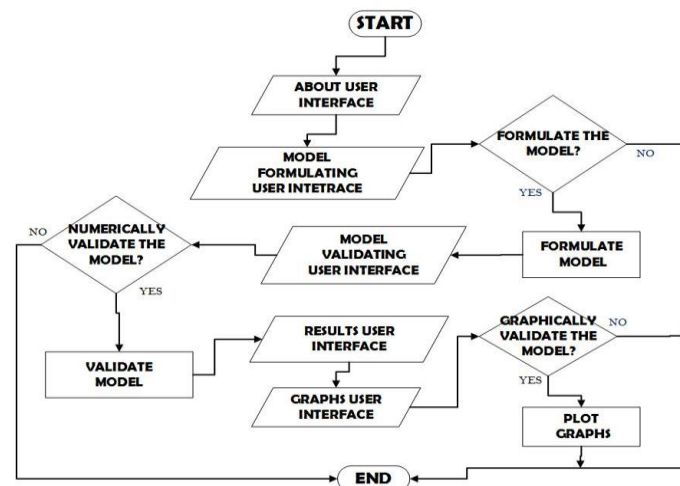 START
ABOUT USER
INTERFACE
MODEL
FORMULATING
USER INTETRACE
FORMULATE THE
MODEL?
NO
YES
FORMULATE
MODEL
MODEL
VALIDATING
USER INTERFACE
NUMERICALLY
VALIDATE THE
MODEL?
NO
YES
VALIDATE
MODEL
RESULTS USER
INTERFACE
GRAPHS USER
INTERFACE
GRAPHICALLY
VALIDATE THE
MODEL?
NO
YES
PLOT
GRAPHS
END